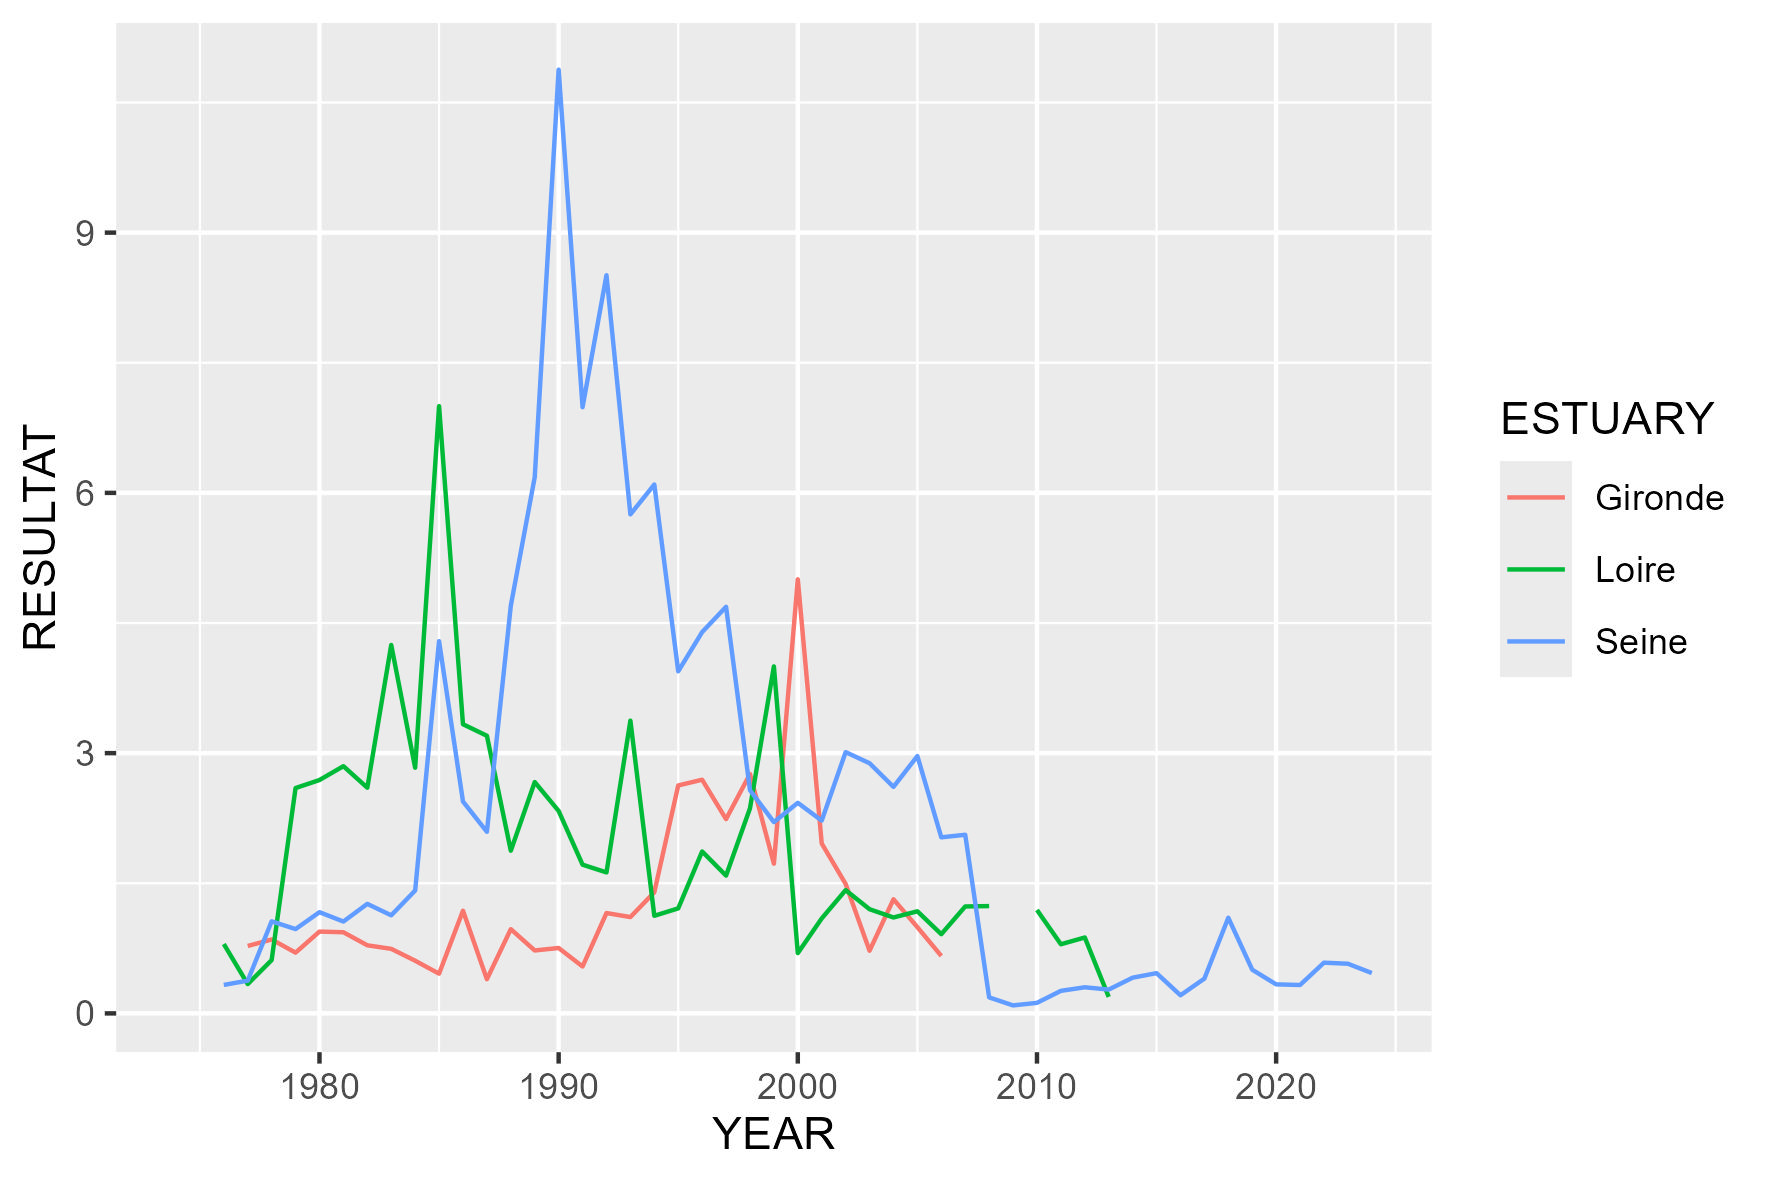 RESULTAT
9
6
3
0
1980 1990 2000 2010 2020
YEAR
ESTUARY
Gironde
Loire
Seine